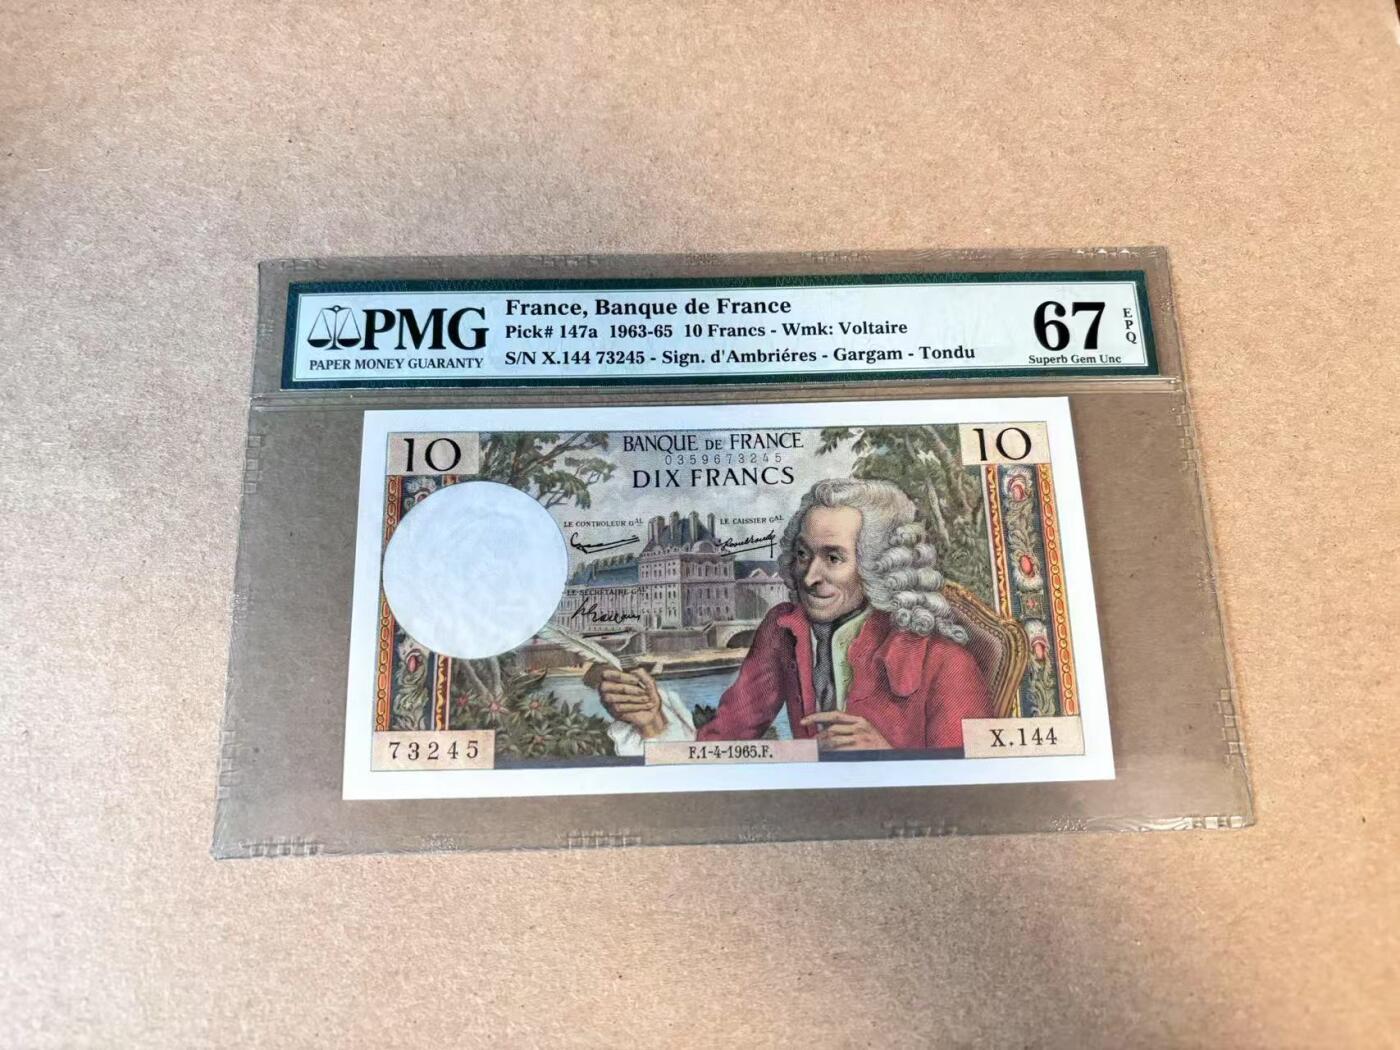 PMG
PAPER MONEY GUARANTY
France, Banque de France
Pick# 147a 1963-65 10 Francs - Wmk: Voltaire
S/N X.144 73245 - Sign. d'Ambriéres - Gargam - Tondu
67
EPQ
Superb Gem Unc
10
BANQUE DE FRANCE
0359673245
DIX FRANCS
10
LE CONTROLEUR GAL
LE CAISSIER GAL
LE SECRÉTAIRE GAL
73245
F.1-4-1965.F.
X.144